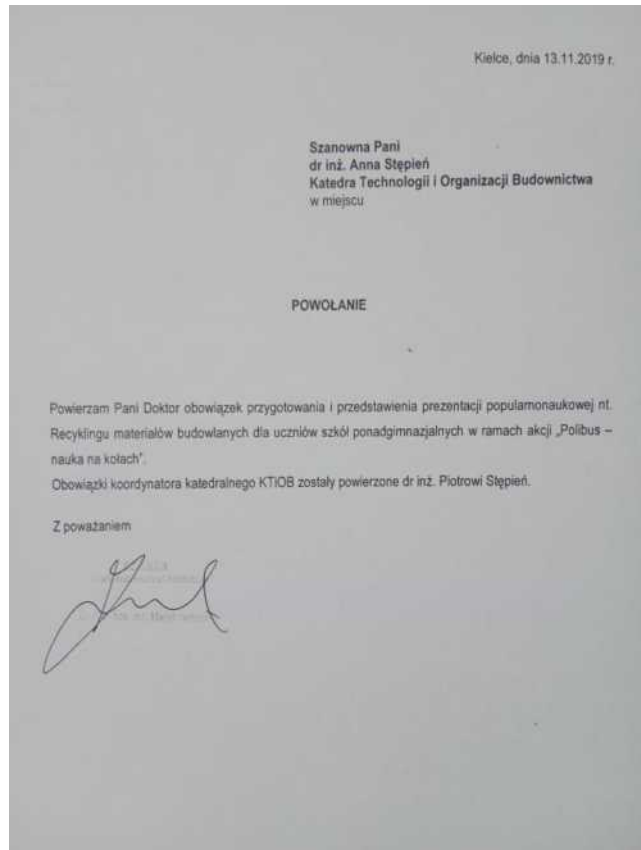 Kielce, dnia 13.11.2019 r.
Szanowna Pani
dr inż. Anna Stępień
Katedra Technologii i Organizacji Budownictwa
w miejscu
POWOŁANIE
Powierzam Pani Doktor obowiązek przygotowania i przedstawienia prezentacji popularnonaukowej nt.
Recyklingu materiałów budowlanych dla uczniów szkół ponadgimnazjalnych w ramach akcji „Polibus –
nauka na kołach".
Obowiązki koordynatora katedralnego KTIOB zostały powierzone dr inż. Piotrowi Stępień.
Z poważaniem